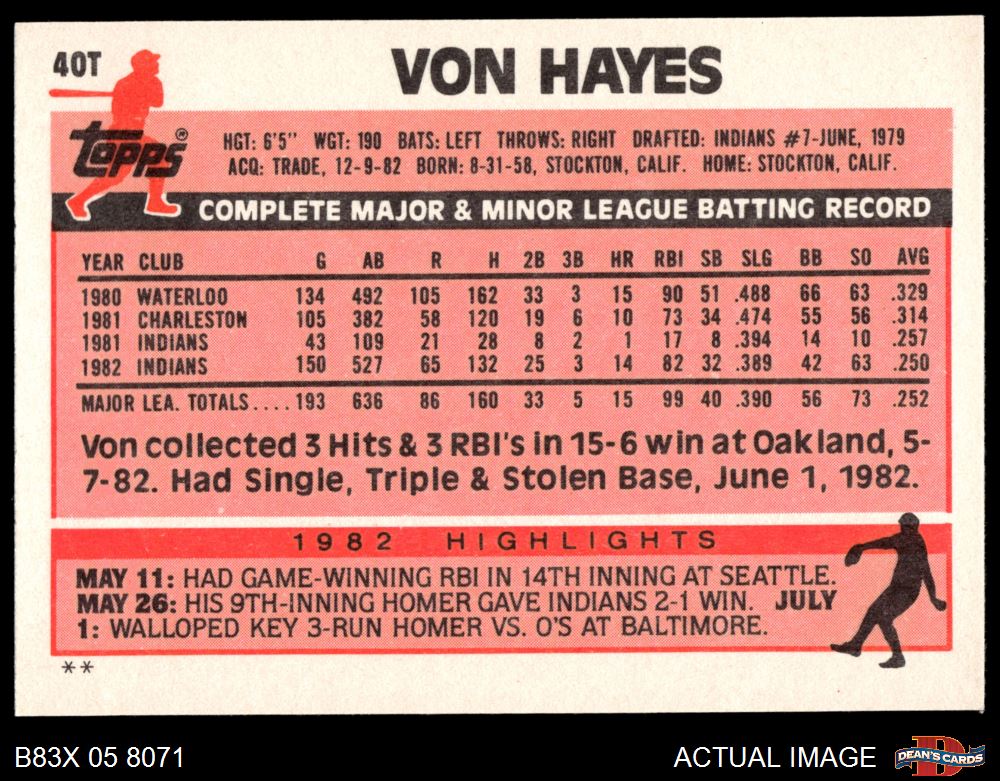 40T
VON HAYES
topps®
HGT: 6'5" WGT: 190 BATS: LEFT THROWS: RIGHT DRAFTED: INDIANS #7-JUNE, 1979
ACQ: TRADE, 12-9-82 BORN: 8-31-58, STOCKTON, CALIF. HOME: STOCKTON, CALIF.
COMPLETE MAJOR & MINOR LEAGUE BATTING RECORD
YEAR CLUB G AB R H 2B 3B HR RBI SB SLG BB SO AVG
1980 WATERLOO 134 492 105 162 33 3 15 90 51 .488 66 63 .329
1981 CHARLESTON 105 382 58 120 19 6 10 73 34 .474 55 56 .314
1981 INDIANS 43 109 21 28 8 2 1 17 8 .394 14 10 .257
1982 INDIANS 150 527 65 132 25 3 14 82 32 .389 42 63 .250
MAJOR LEA. TOTALS....193 636 86 160 33 5 15 99 40 .390 56 73 .252
Von collected 3 Hits & 3 RBI's in 15-6 win at Oakland, 5-
7-82. Had Single, Triple & Stolen Base, June 1, 1982.
1982 HIGHLIGHTS
MAY 11: HAD GAME-WINNING RBI IN 14TH INNING AT SEATTLE.
MAY 26: HIS 9TH-INNING HOMER GAVE INDIANS 2-1 WIN. JULY
1: WALLOPED KEY 3-RUN HOMER VS. O'S AT BALTIMORE.
**
B83X 05 8071
ACTUAL IMAGE
D
DEAN'S CARDS